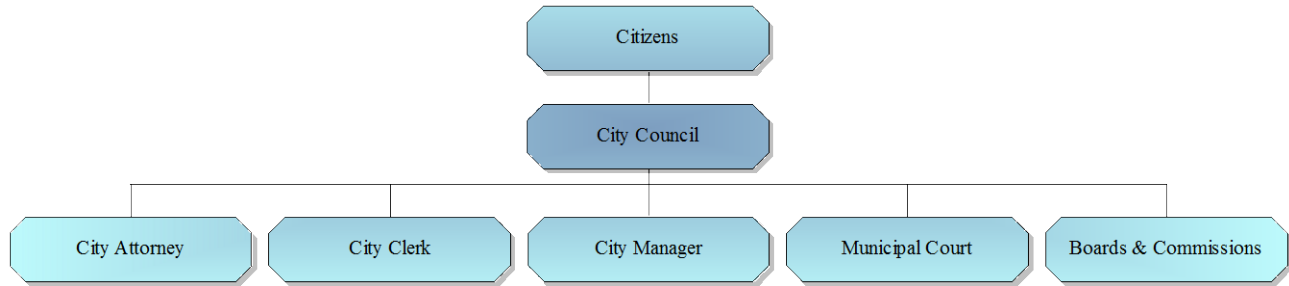 Citizens
City Council
City Attorney
City Clerk
City Manager
Municipal Court
Boards & Commissions